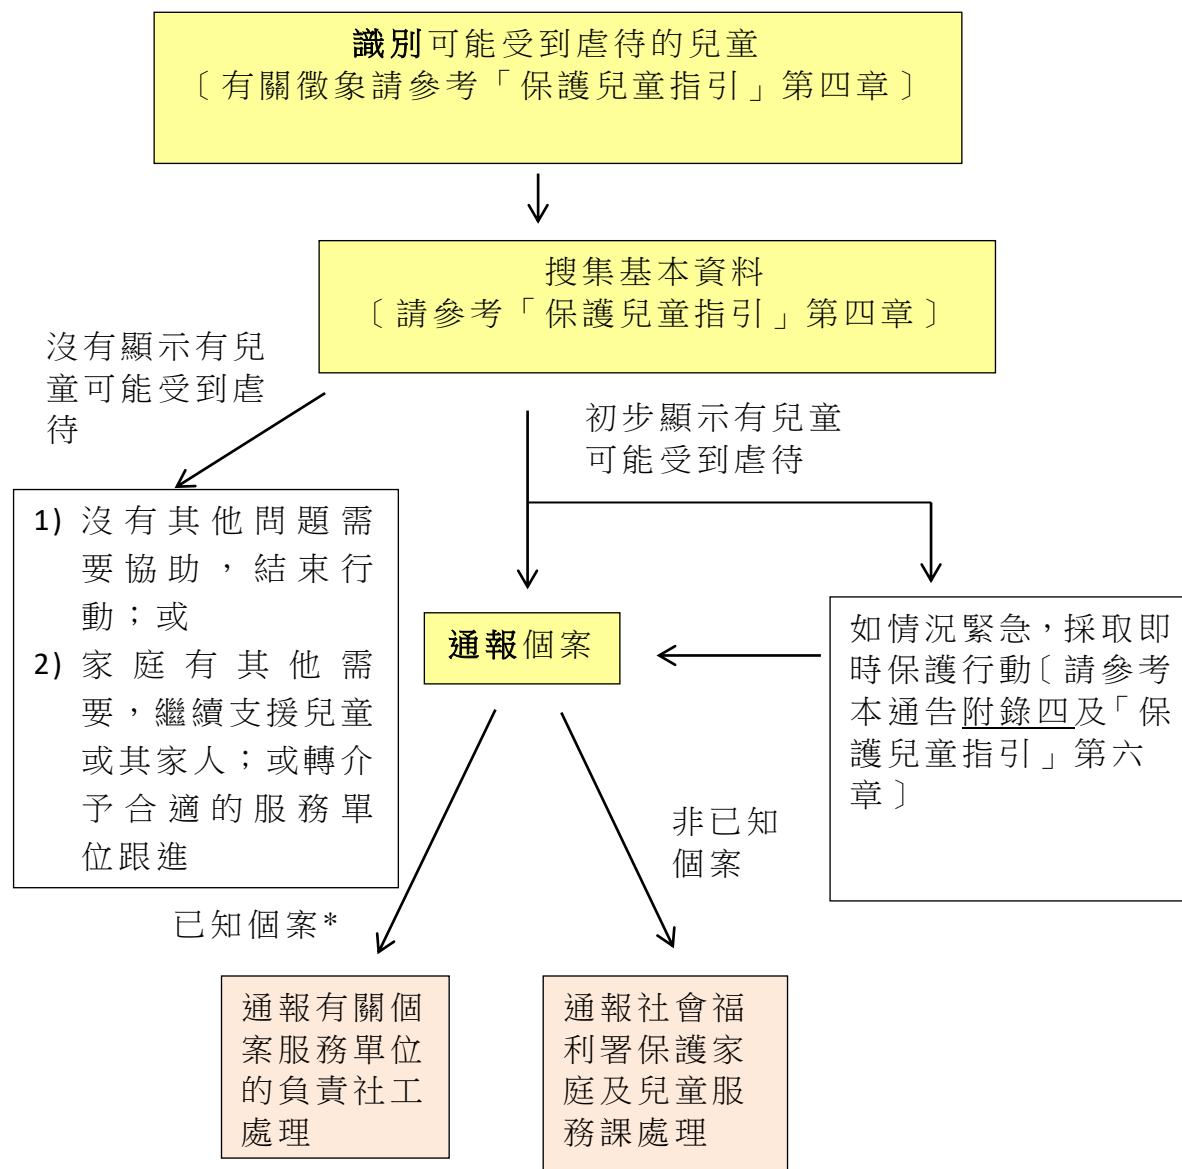 識別可能受到虐待的兒童
〔有關徵象請參考「保護兒童指引」第四章〕
搜集基本資料
〔請參考「保護兒童指引」第四章〕
沒有顯示有兒
童可能受到虐
待
初步顯示有兒童
可能受到虐待
1) 沒有其他問題需
要協助，結束行
動；或
2) 家庭有其他需
要，繼續支援兒童
或其家人；或轉介
予合適的服務單
位跟進
通報個案
如情況緊急，採取即
時保護行動〔請參考
本通告附錄四及「保
護兒童指引」第六
章〕
已知個案*
非已知
個案
通報有關個
案服務單位
的負責社工
處理
通報社會福
利署保護家
庭及兒童服
務課處理